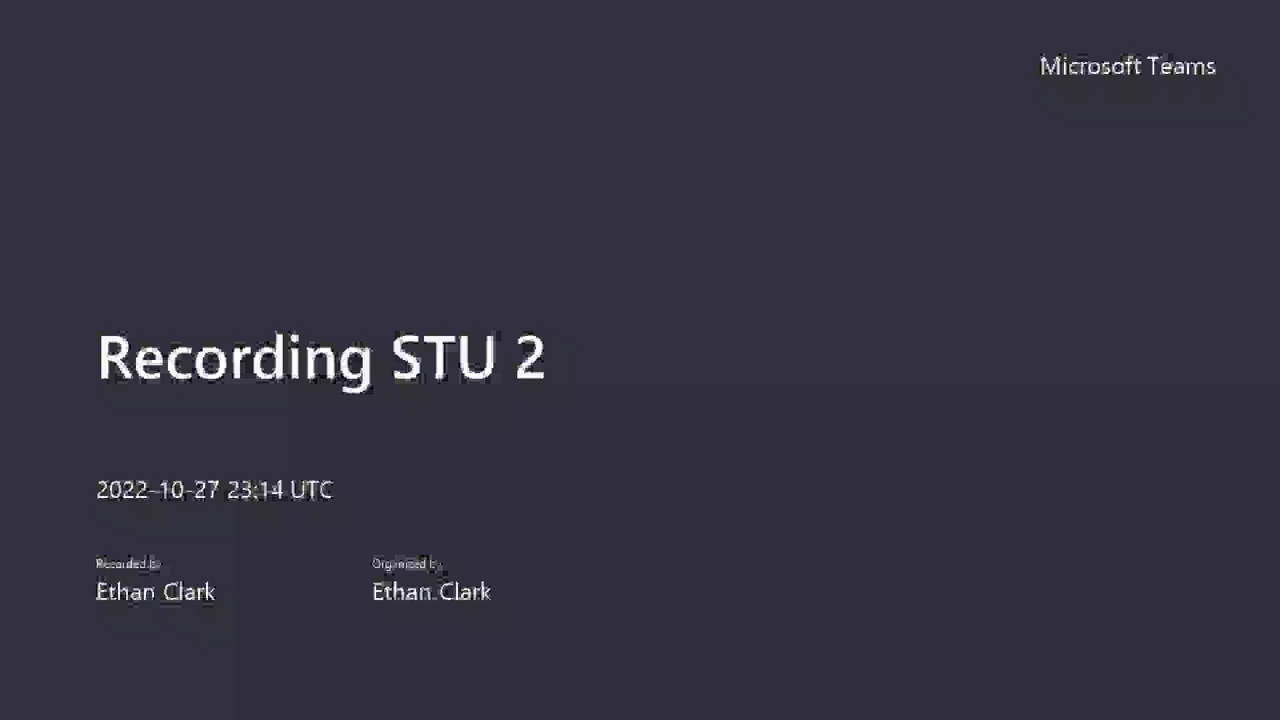 Microsoft Teams
Recording STU 2
2022-10-27 23:14 UTC
Recorded by
Organized by
Ethan Clark
Ethan Clark